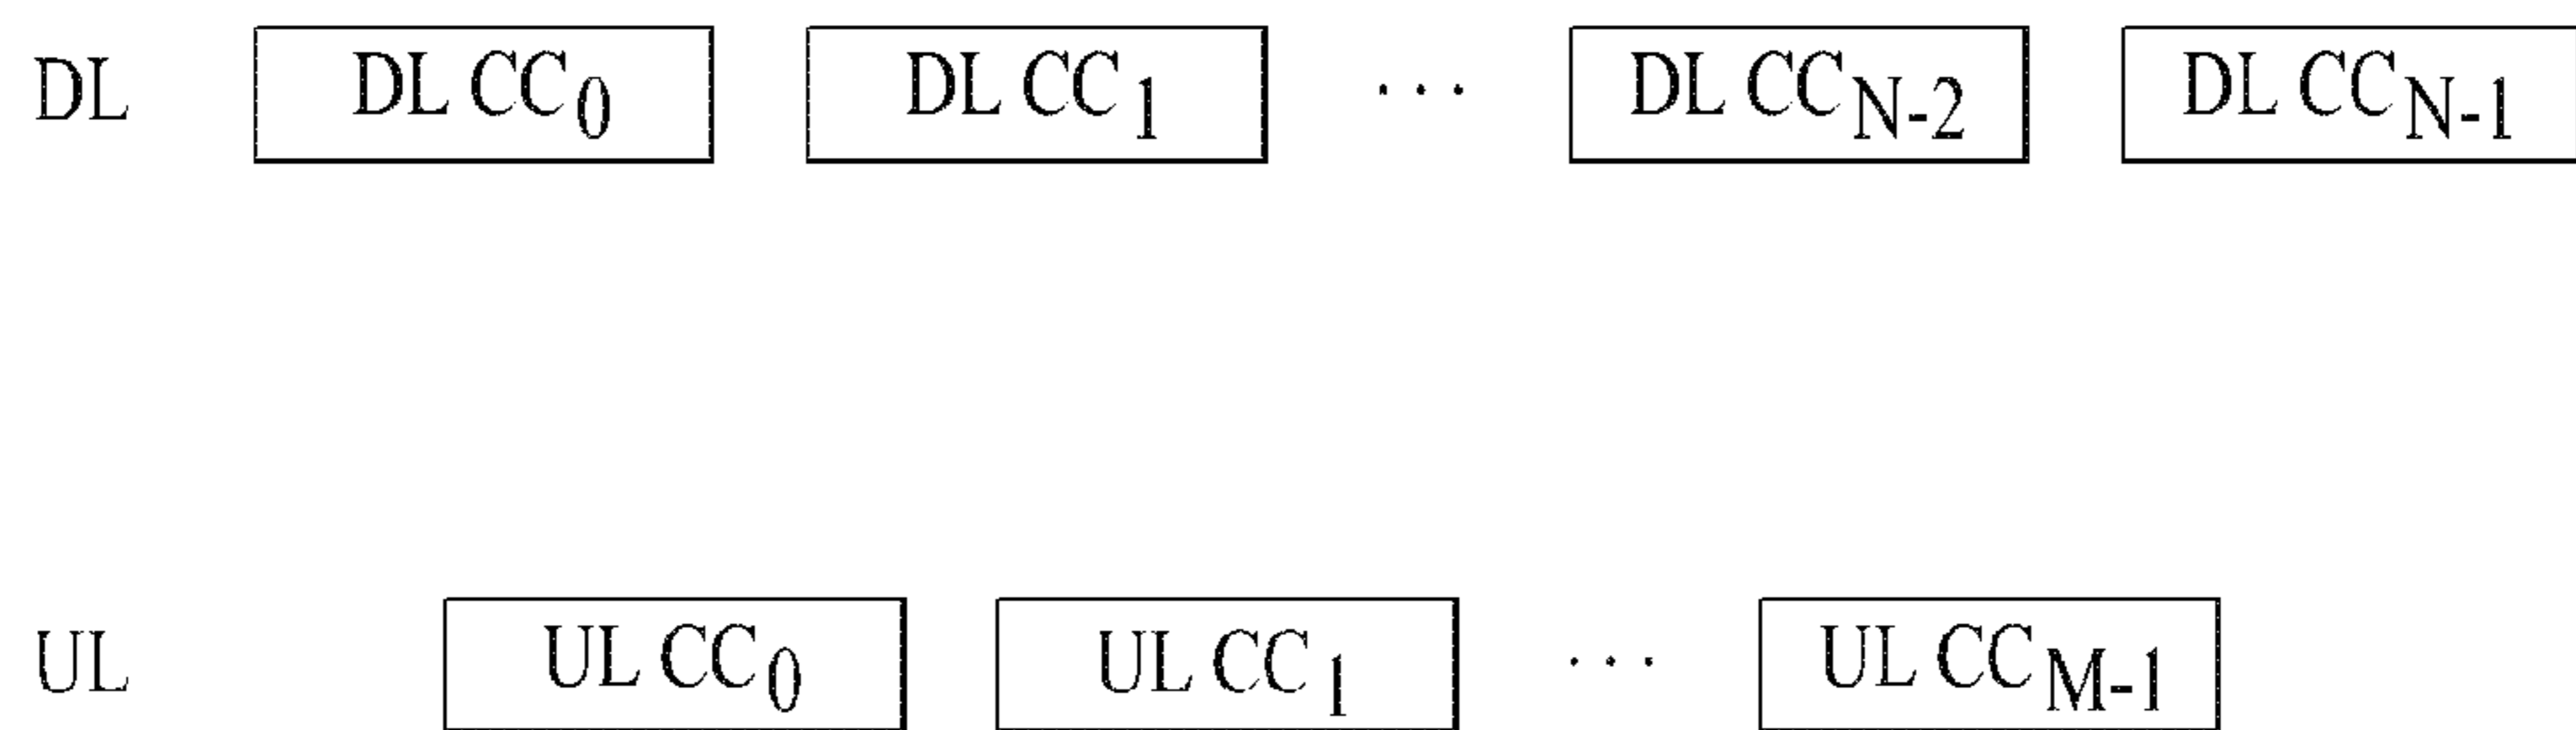 DL DL CC0 DL CC1 ... DL CCN-2 DL CCN-1
UL UL CC0 UL CC1 ... UL CCM-1